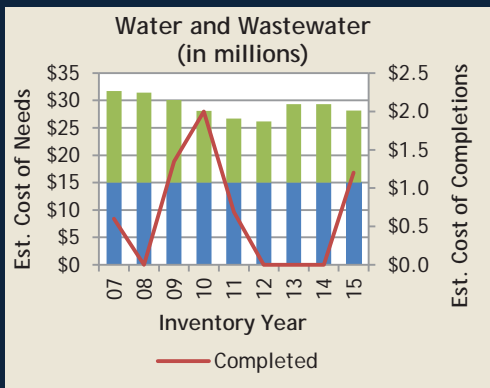 Water and Wastewater
(in millions)
Est. Cost of Needs
$35
$30
$25
$20
$15
$10
$5
$0
$2.5
$2.0
$1.5
$1.0
$0.5
$0.0
Est. Cost of Completions
07 08 09 10 11 12 13 14 15
Inventory Year
Completed